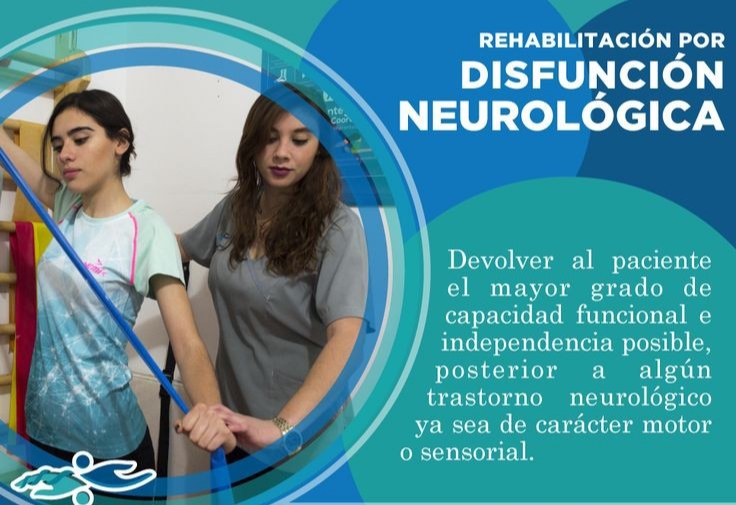 REHABILITACIÓN POR
DISFUNCIÓN
NEUROLÓGICA
Devolver al paciente
el mayor grado de
capacidad funcional e
independencia posible,
posterior a algún
trastorno neurológico
ya sea de carácter motor
o sensorial.